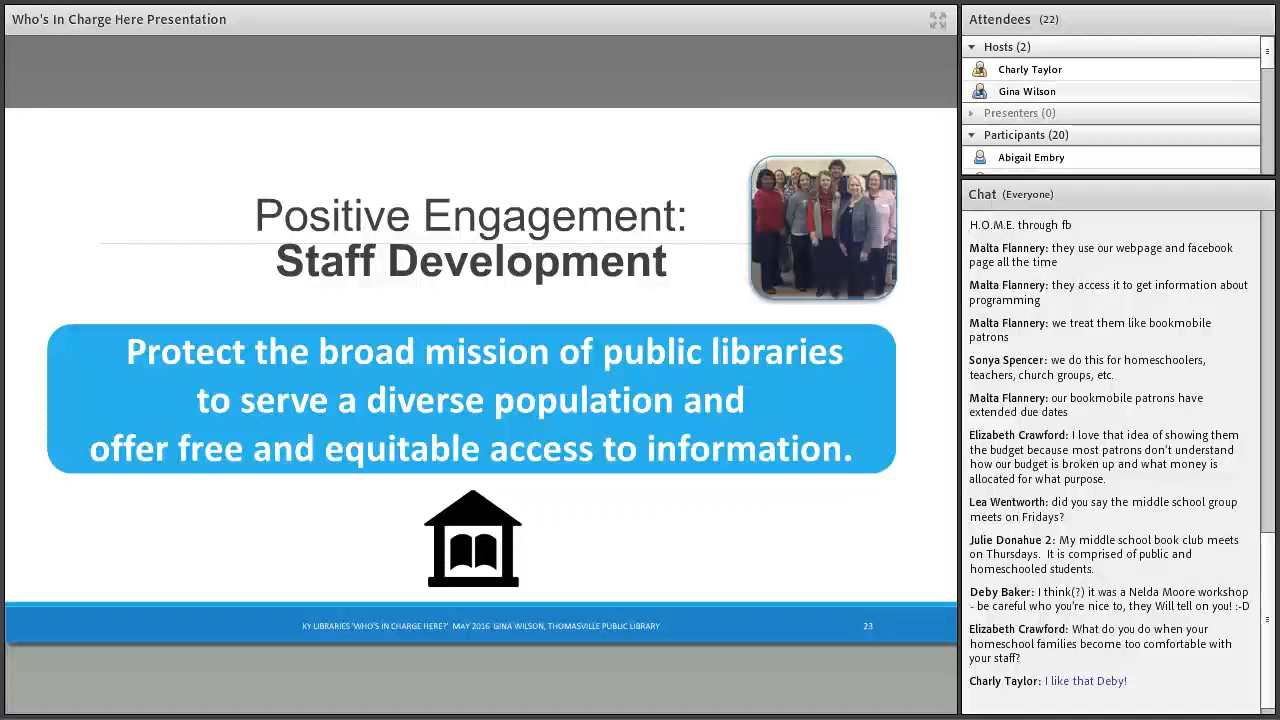 Who's In Charge Here Presentation
Positive Engagement:
Staff Development
Protect the broad mission of public libraries
to serve a diverse population and
offer free and equitable access to information.
KY LIBRARIES 'WHO'S IN CHARGE HERE?' MAY 2016 GINA WILSON, THOMASVILLE PUBLIC LIBRARY
23
Attendees (22)
Hosts (2)
Charly Taylor
Gina Wilson
Presenters (0)
Participants (20)
Abigail Embry
Chat (Everyone)
H.O.M.E. through fb
Malta Flannery: they use our webpage and facebook
page all the time
Malta Flannery: they access it to get information about
programming
Malta Flannery: we treat them like bookmobile
patrons
Sonya Spencer: we do this for homeschoolers,
teachers, church groups, etc.
Malta Flannery: our bookmobile patrons have
extended due dates
Elizabeth Crawford: I love that idea of showing them
the budget because most patrons don't understand
how our budget is broken up and what money is
allocated for what purpose.
Lea Wentworth: did you say the middle school group
meets on Fridays?
Julie Donahue 2: My middle school book club meets
on Thursdays. It is comprised of public and
homeschooled students.
Deby Baker: I think(?) it was a Nelda Moore workshop
- be careful who you're nice to, they Will tell on you! :-D
Elizabeth Crawford: What do you do when your
homeschool families become too comfortable with
your staff?
Charly Taylor: I like that Deby!